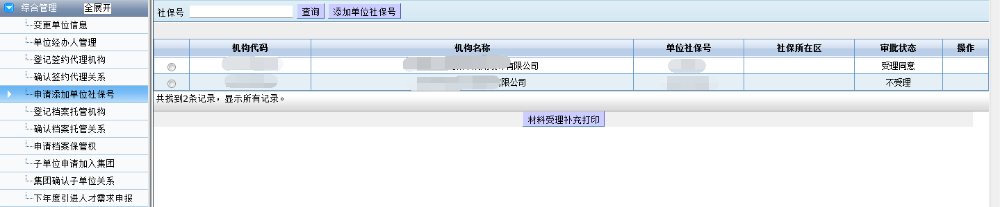 综合管理 全展开
变更单位信息
单位经办人管理
登记签约代理机构
确认签约代理关系
申请添加单位社保号
登记档案托管机构
确认档案托管关系
申请档案保管权
子单位申请加入集团
集团确认子单位关系
下年度引进人才需求申报
社保号 查询 添加单位社保号
机构代码 机构名称 单位社保号 社保所在区 审批状态 操作
有限公司 受理同意
限公司 不受理
共找到2条记录，显示所有记录。
材料受理补充打印